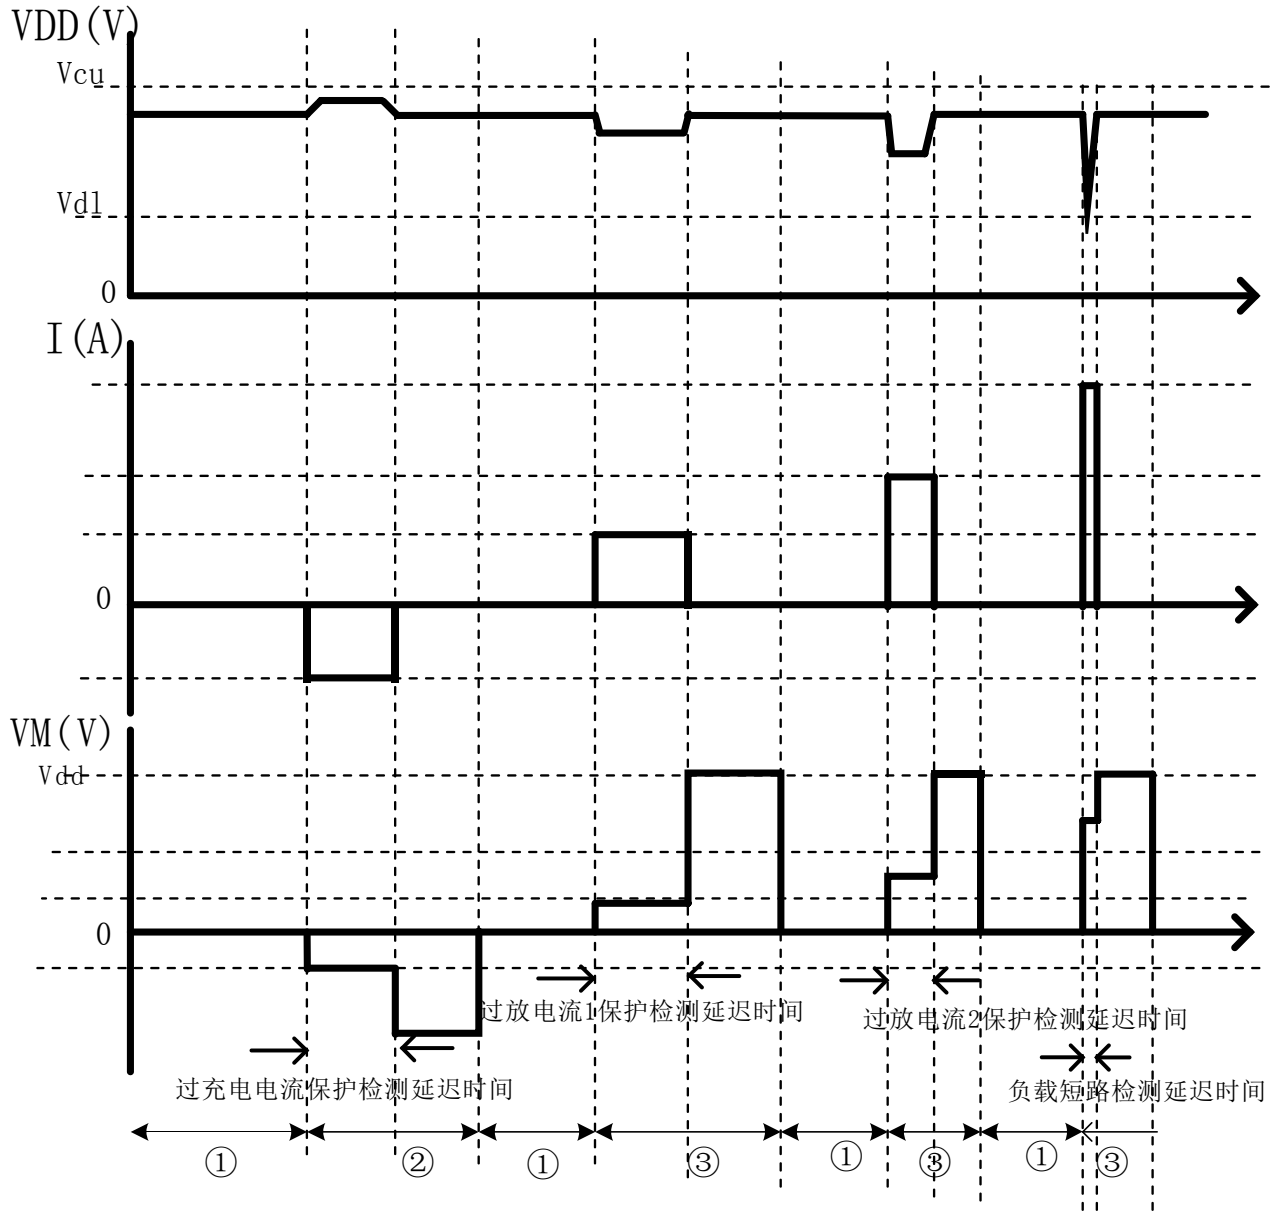 VDD(V)
Vcu
Vdl
0
I(A)
0
VM(V)
Vdd
0
过放电流1保护检测延迟时间
过放电流2保护检测延迟时间
过充电电流保护检测延迟时间
负载短路检测延迟时间
① ② ① ③ ① ③ ① ③